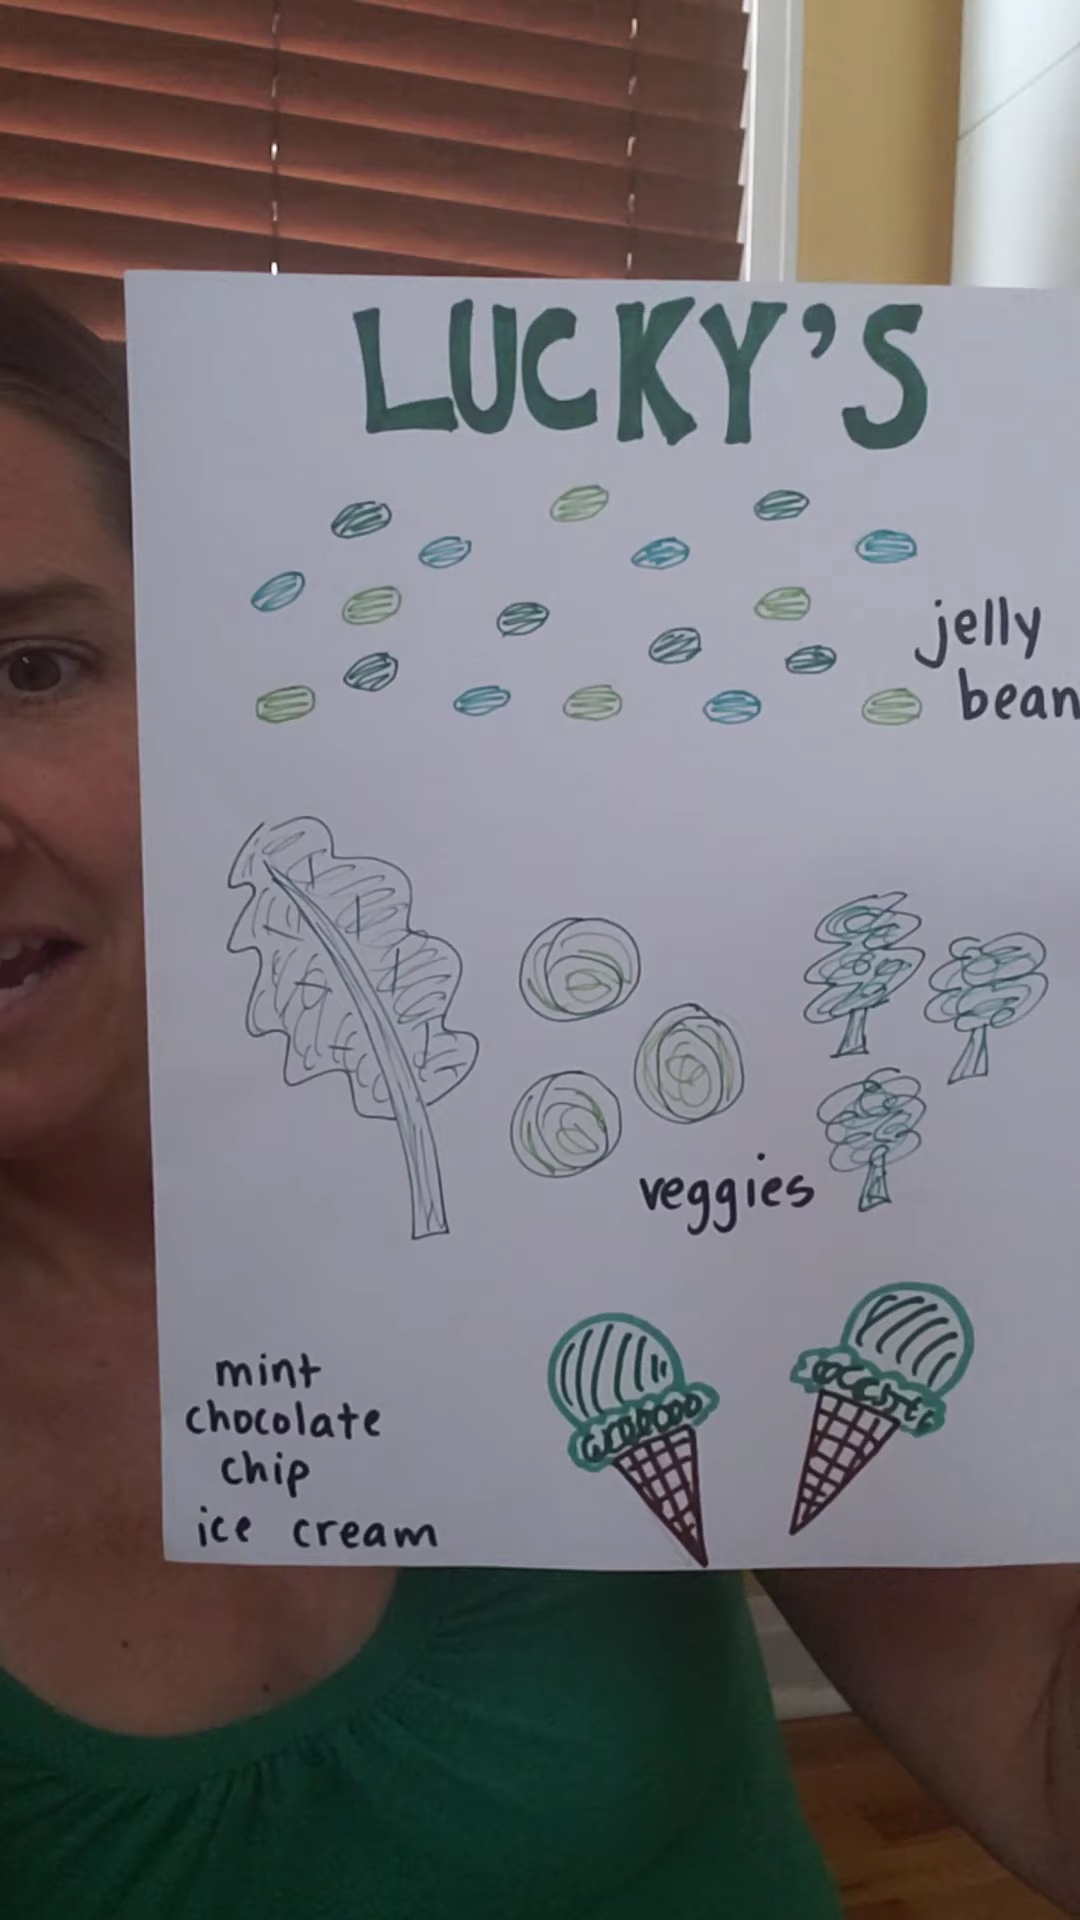 LUCKY'S
jelly
bean
veggies
mint
chocolate
chip
ice cream